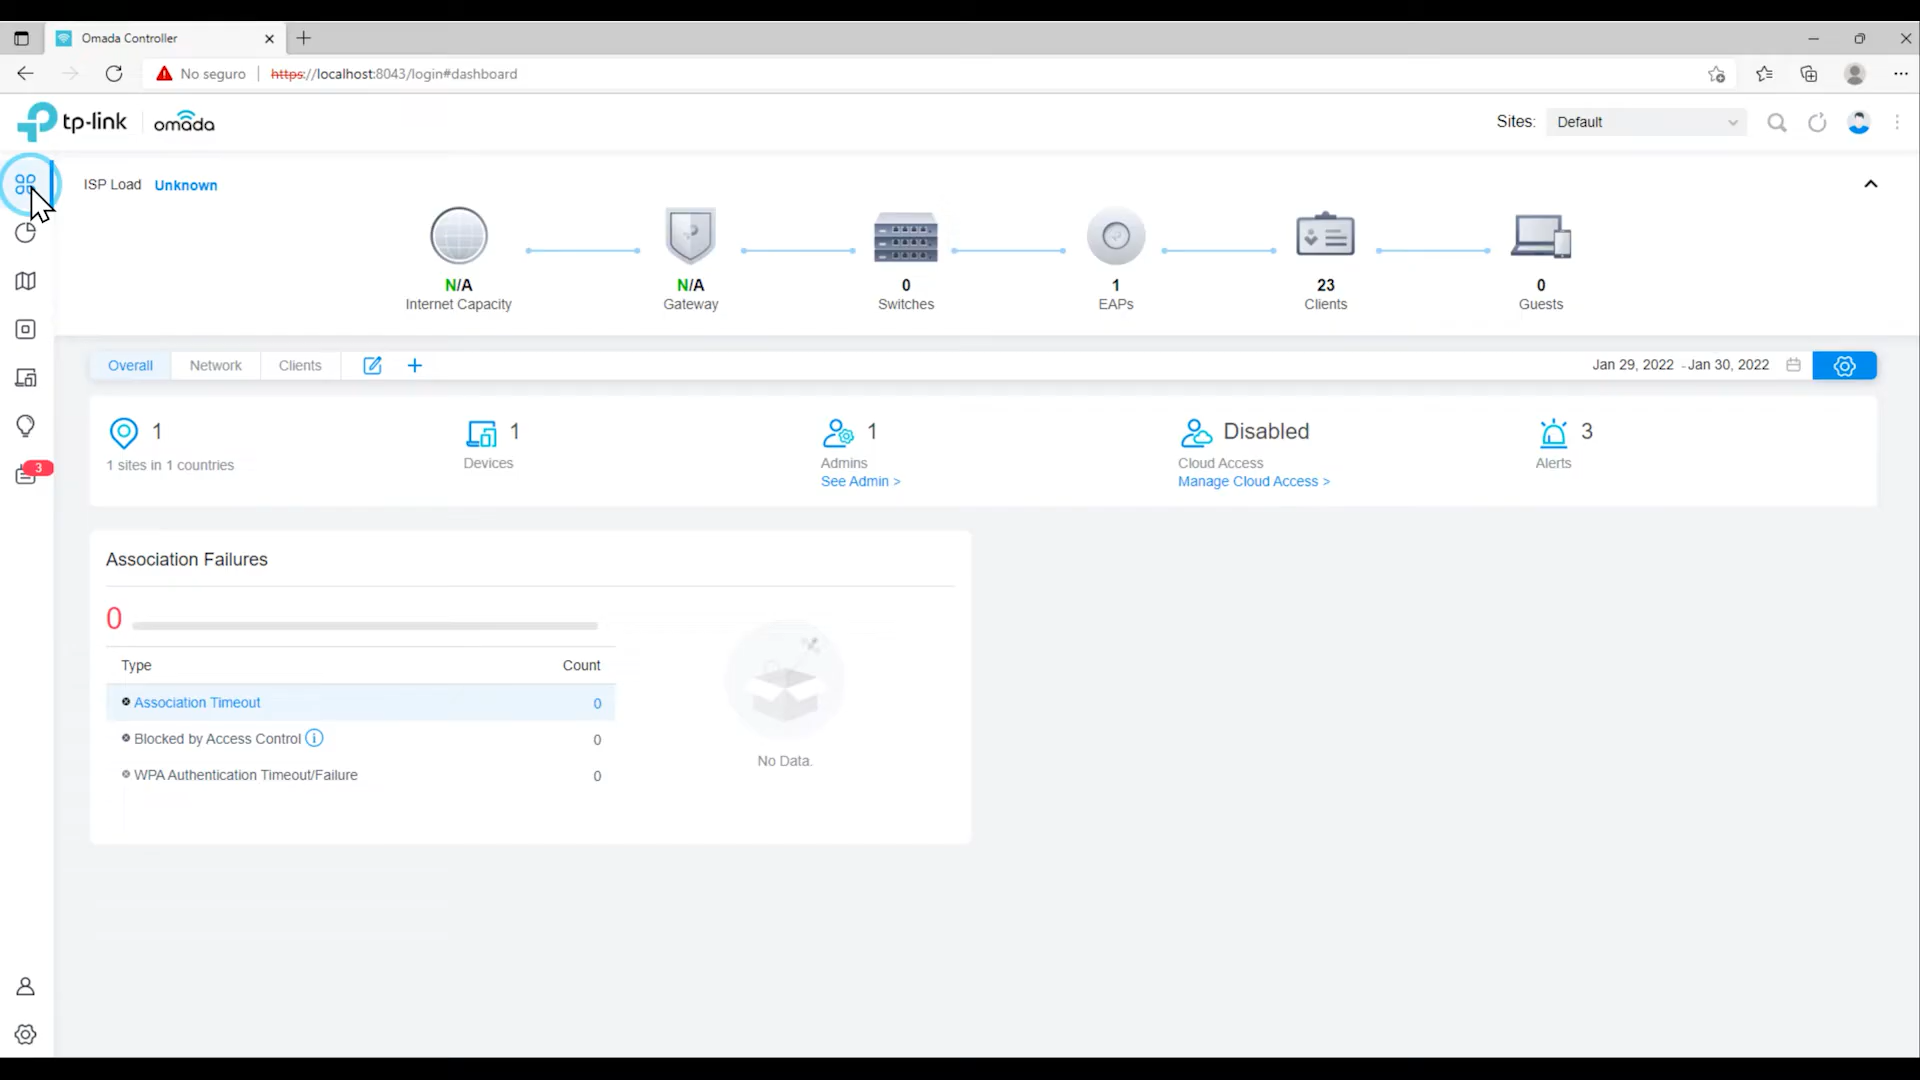 Omada Controller
No seguro https://localhost:8043/login#dashboard
tp-link omada
Sites: Default
ISP Load Unknown
N/A N/A 0 1 23 0
Internet Capacity Gateway Switches EAPs Clients Guests
Overall Network Clients Jan 29, 2022 - Jan 30, 2022
1 1 1 Disabled 3
1 sites in 1 countries Devices Admins Cloud Access Alerts
See Admin > Manage Cloud Access >
3
Association Failures
0
Type Count
Association Timeout 0
Blocked by Access Control 0
WPA Authentication Timeout/Failure 0
No Data.